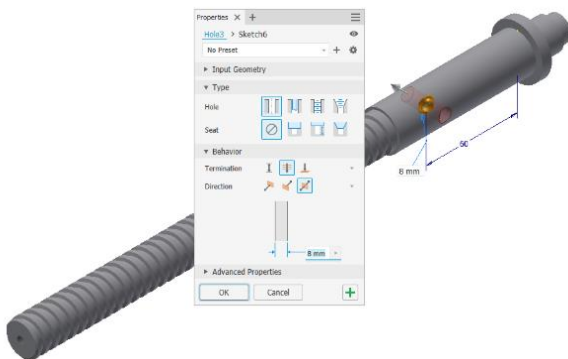 Properties × +
Hole3 > Sketch6
No Preset
Input Geometry
Type
Hole
Seat
Behavior
Termination
Direction
8 mm
Advanced Properties
OK Cancel
60
8 mm